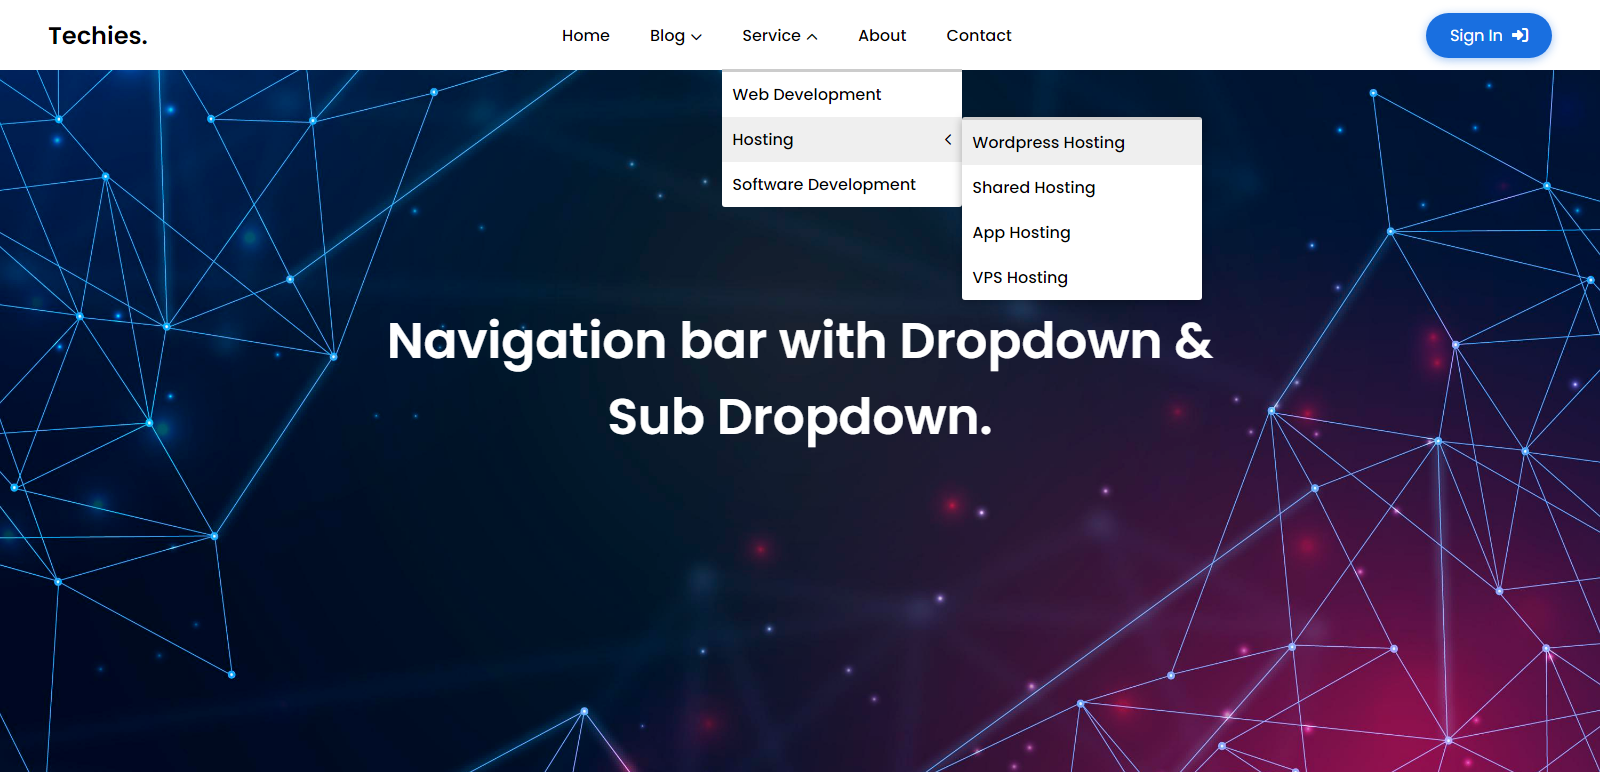 Techies.
Home
Blog
Service
About
Contact
Sign In
Web Development
Hosting
Software Development
Wordpress Hosting
Shared Hosting
App Hosting
VPS Hosting
Navigation bar with Dropdown &
Sub Dropdown.